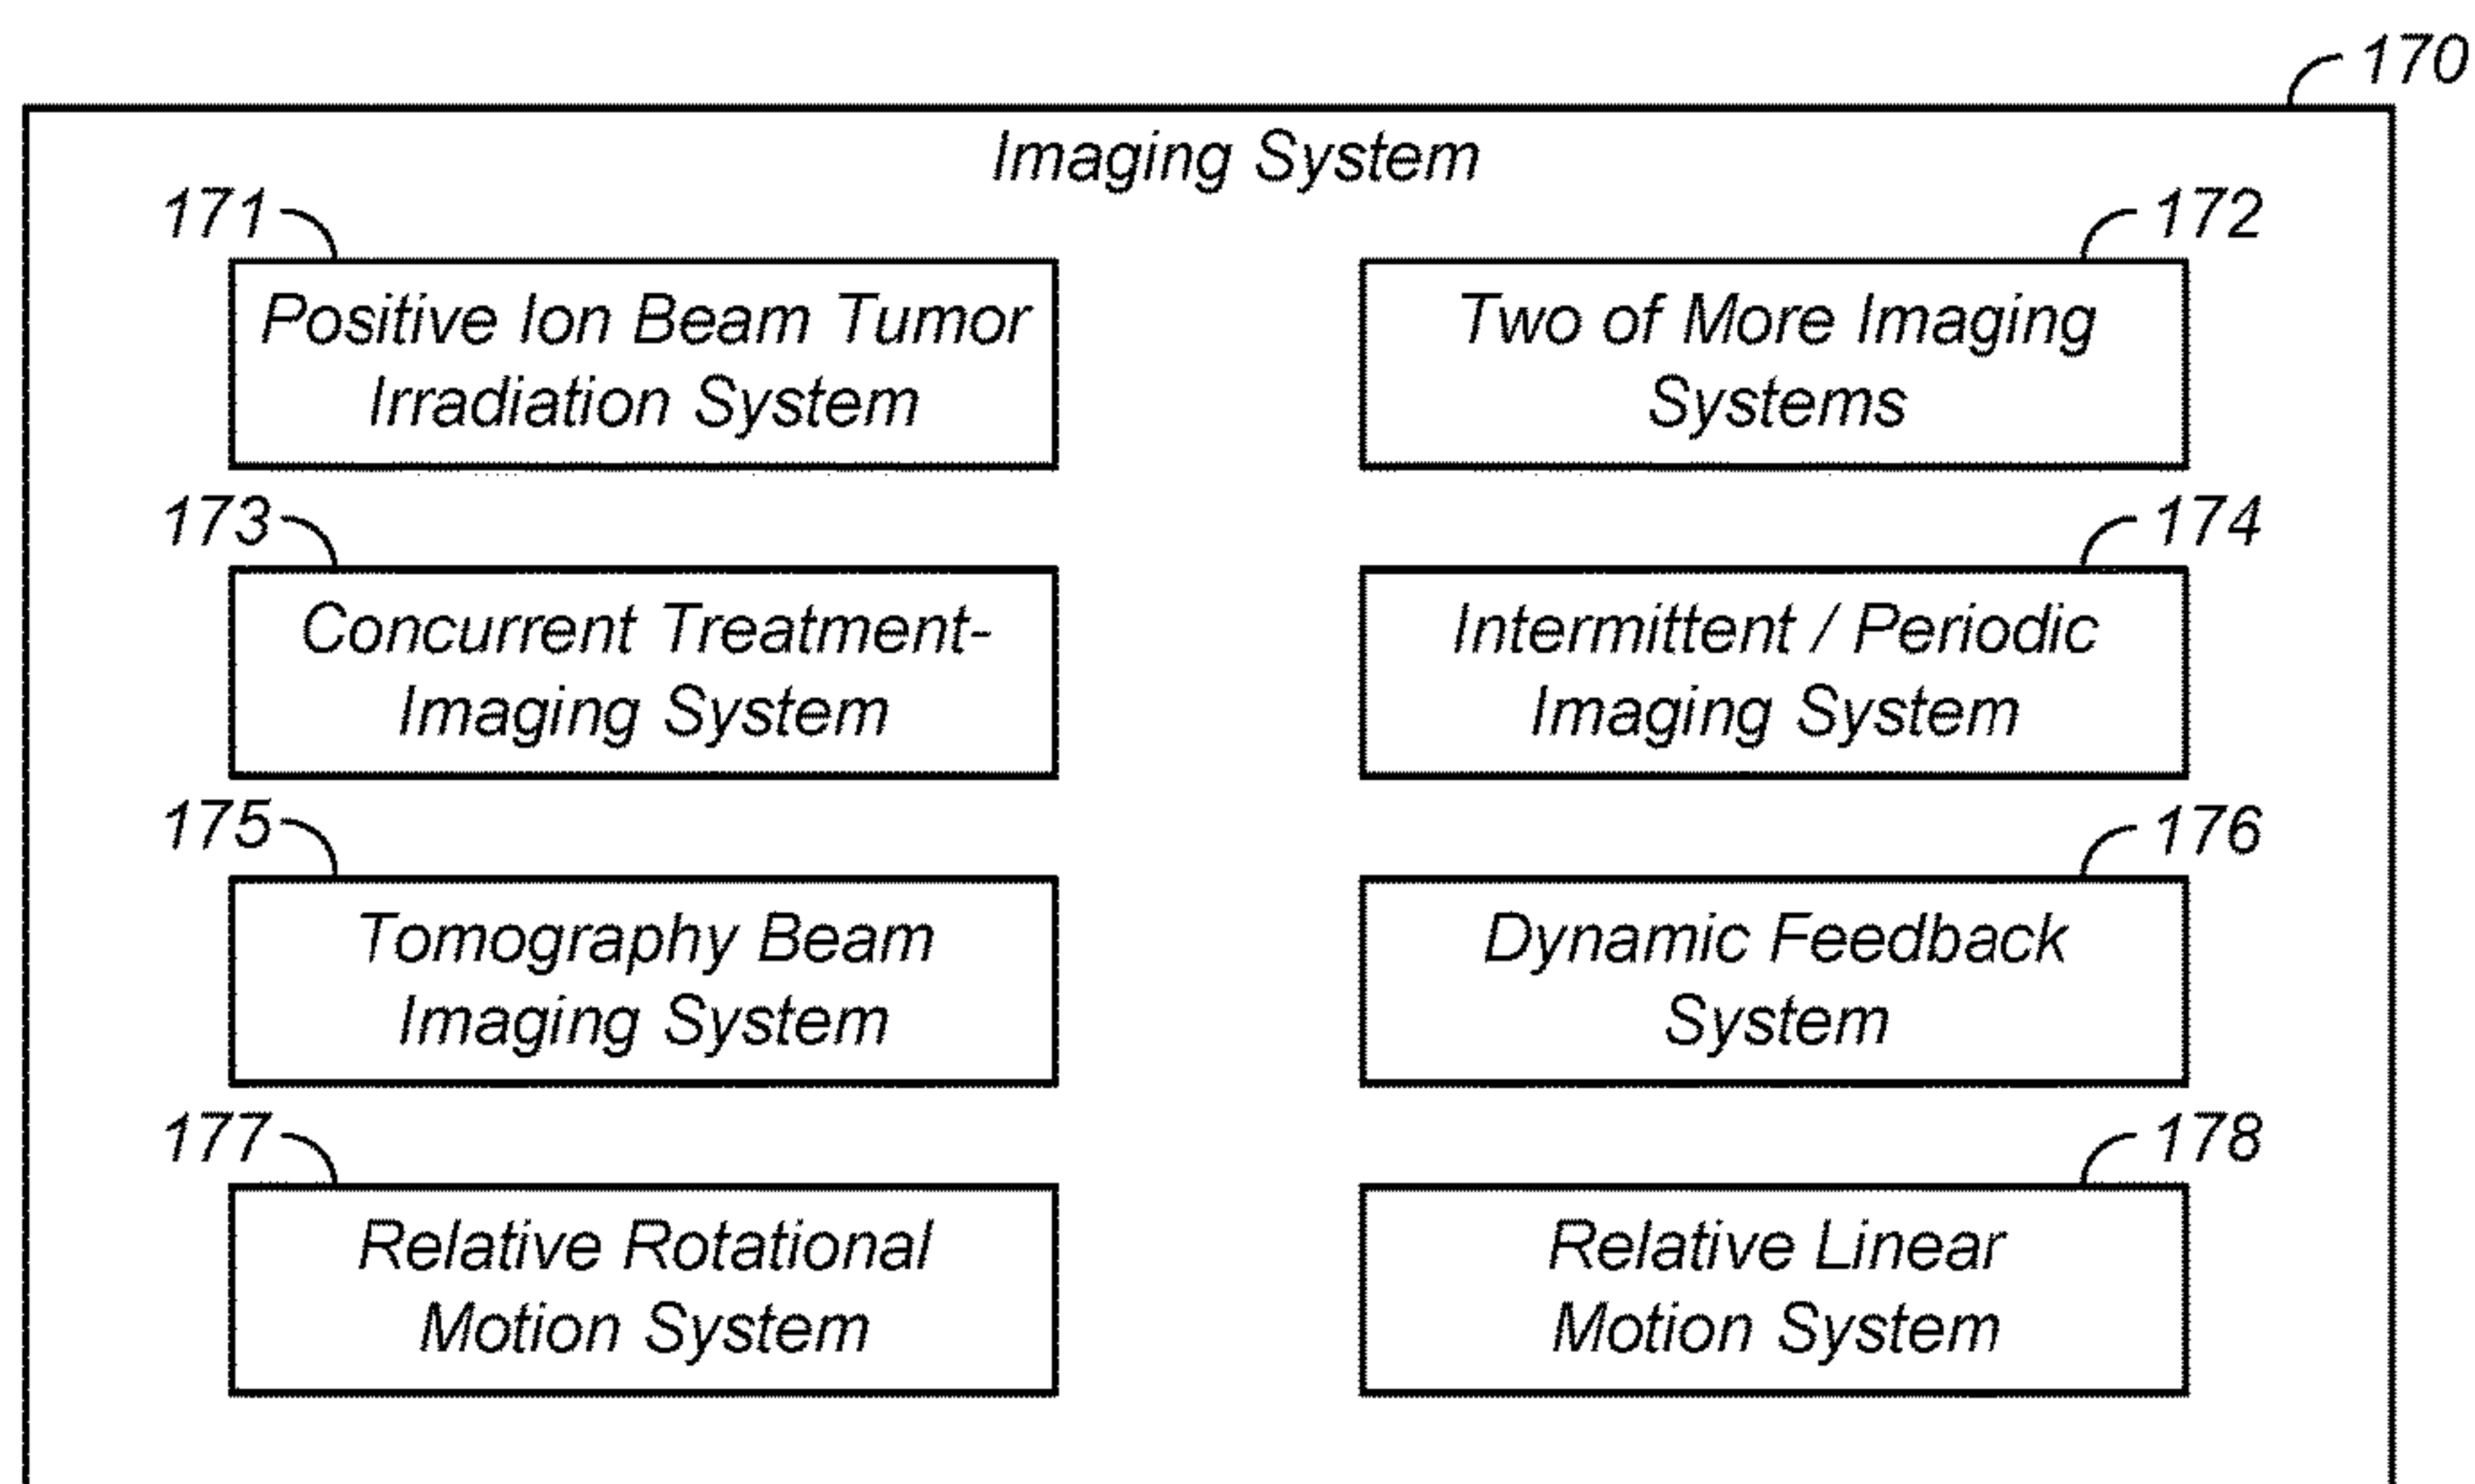 170
Imaging System
171
Positive Ion Beam Tumor
Irradiation System
172
Two of More Imaging
Systems
173
Concurrent Treatment-
Imaging System
174
Intermittent / Periodic
Imaging System
175
Tomography Beam
Imaging System
176
Dynamic Feedback
System
177
Relative Rotational
Motion System
178
Relative Linear
Motion System